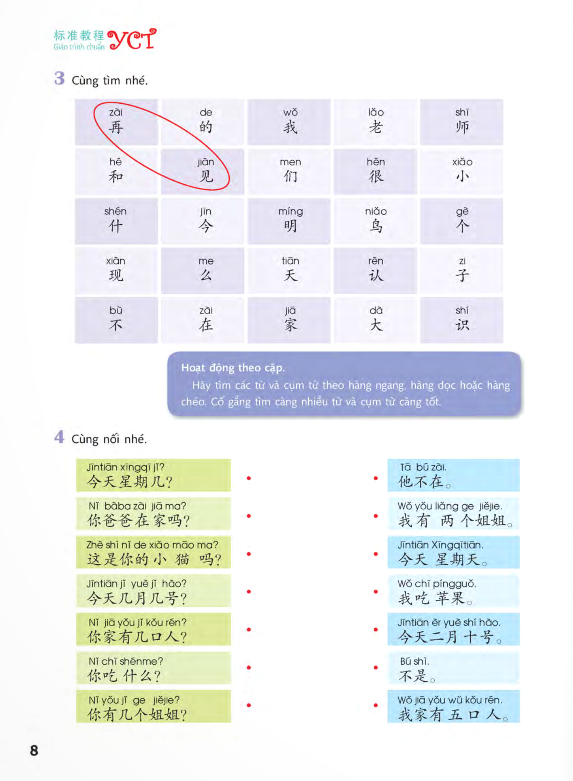 标准教程 YCT
Giáo trình chuẩn
3 Cùng tìm nhé.
zài de wǒ lǎo shī
再 的 我 老 师
hé jiàn men hěn xiǎo
和 见 们 很 小
shén jīn míng niǎo gè
什 今 明 鸟 个
xiàn me tiān rèn zi
现 么 天 认 子
bù zài jiā dà shí
不 在 家 大 识
Hoạt động theo cặp.
Hãy tìm các từ và cụm từ theo hàng ngang, hàng dọc hoặc hàng
chéo. Cố gắng tìm càng nhiều từ và cụm từ càng tốt.
4 Cùng nối nhé.
Jīntiān xīngqī jǐ? Tā bú zài.
今天星期几? 他不在。
Nǐ bàba zài jiā ma? Wǒ yǒu liǎng ge jiějie.
你爸爸在家吗? 我有 两 个姐姐。
Zhè shì nǐ de xiǎo māo ma? Jīntiān Xīngqītiān.
这是你的小 猫 吗? 今天 星期天。
Jīntiān jǐ yuè jǐ hào? Wǒ chī píngguǒ.
今天几月几号? 我吃 苹果。
Nǐ jiā yǒu jǐ kǒu rén? Jīntiān èr yuè shí hào.
你家有几口人? 今天二月十号。
Nǐ chī shénme? Bú shì.
你吃 什么? 不是。
Nǐ yǒu jǐ ge jiějie? Wǒ jiā yǒu wǔ kǒu rén.
你有几个姐姐? 我家有五口人。
8